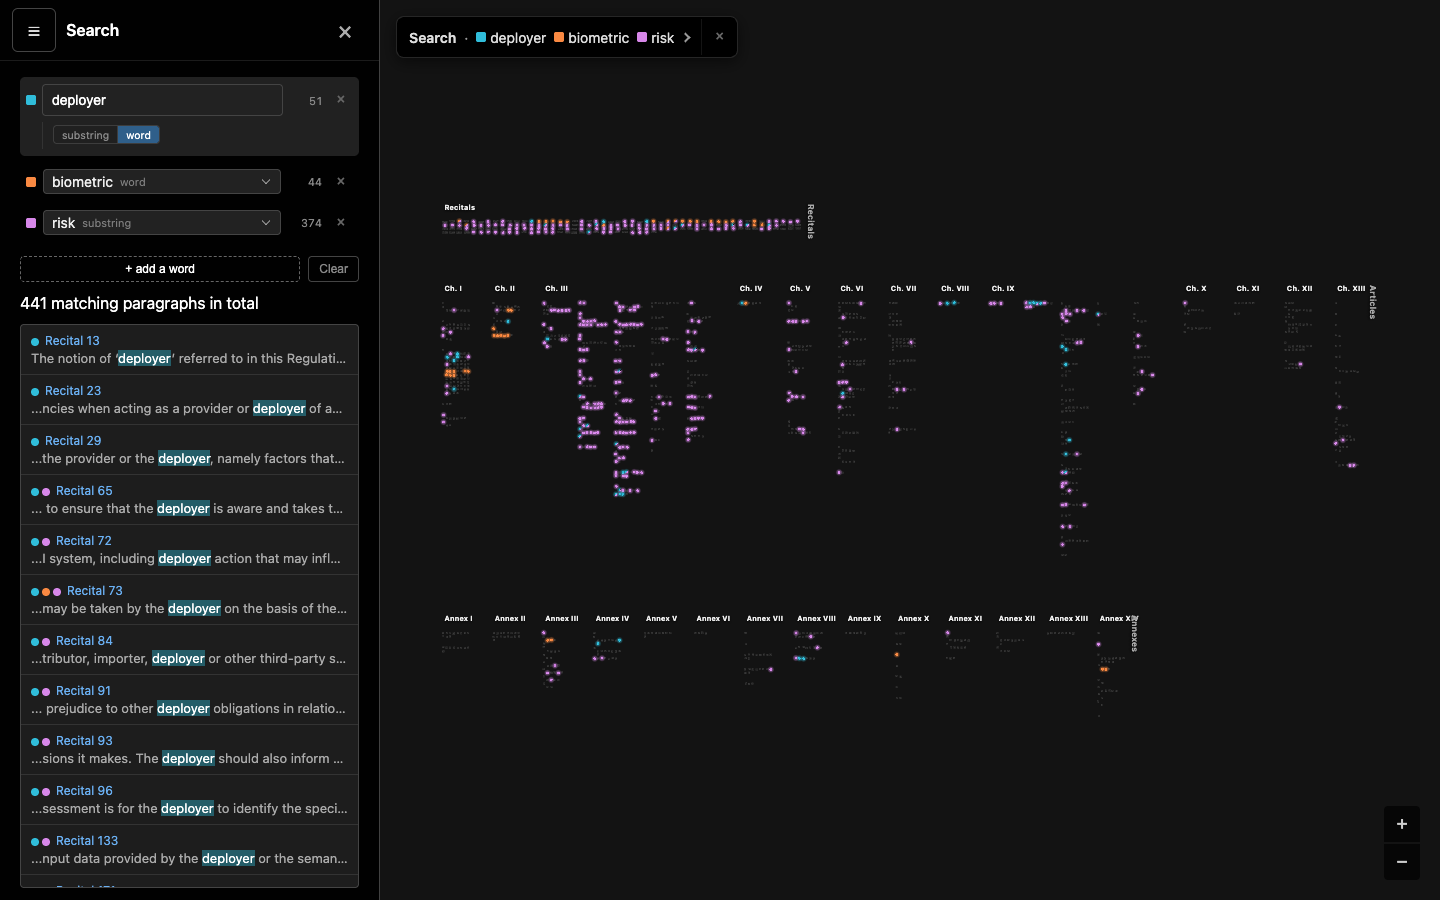 Search
deployer 51
substring word
biometric word 44
risk substring 374
+ add a word Clear
441 matching paragraphs in total
Recital 13
The notion of ‘deployer’ referred to in this Regulati...
Recital 23
...ncies when acting as a provider or deployer of a...
Recital 29
...the provider or the deployer, namely factors that...
Recital 65
... to ensure that the deployer is aware and takes t...
Recital 72
...I system, including deployer action that may infl...
Recital 73
...may be taken by the deployer on the basis of the...
Recital 84
...tributor, importer, deployer or other third-party s...
Recital 91
... prejudice to other deployer obligations in relatio...
Recital 93
...sions it makes. The deployer should also inform ...
Recital 96
...sessment is for the deployer to identify the speci...
Recital 133
...nput data provided by the deployer or the seman...
Search · deployer biometric risk
Recitals
Recitals
Ch. I Ch. II Ch. III Ch. IV Ch. V Ch. VI Ch. VII Ch. VIII Ch. IX Ch. X Ch. XI Ch. XII Ch. XIII
Articles
Annex I Annex II Annex III Annex IV Annex V Annex VI Annex VII Annex VIII Annex IX Annex X Annex XI Annex XII Annex XIII Annex
Annexes
+
−